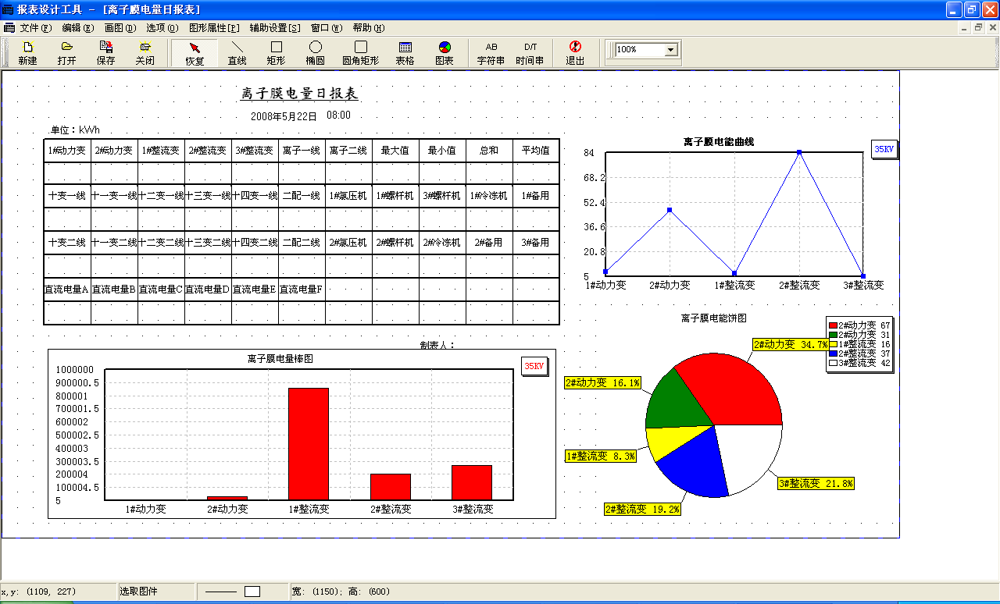 报表设计工具 - [离子膜电量日报表]
文件(F) 编辑(E) 画图(D) 选项(O) 图形属性[P] 辅助设置[S] 窗口(W) 帮助(H)
AB D/T 100%
新建 打开 保存 关闭 恢复 直线 矩形 椭圆 圆角矩形 表格 图表 字符串 时间串 退出
离子膜电量日报表
2008年5月22日 08:00
单位：kWh
1#动力变 2#动力变 1#整流变 2#整流变 3#整流变 离子一线 离子二线 最大值 最小值 总和 平均值
十变一线 十一变一线 十二变一线 十三变一线 十四变一线 二配一线 1#氯压机 1#螺杆机 3#螺杆机 1#冷冻机 1#备用
十变二线 十一变二线 十二变二线 十三变二线 十四变二线 二配二线 2#氯压机 2#螺杆机 2#冷冻机 2#备用 3#备用
直流电量A 直流电量B 直流电量C 直流电量D 直流电量E 直流电量F
制表人：
离子膜电能曲线
35KV
84
68.2
52.4
36.6
20.8
5
1#动力变 2#动力变 1#整流变 2#整流变 3#整流变
离子膜电量棒图
35KV
1000000
900000.5
800001
700001.5
600002
500002.5
400003
300003.5
200004
100004.5
5
1#动力变 2#动力变 1#整流变 2#整流变 3#整流变
离子膜电能饼图
2#动力变 67
2#动力变 31
1#整流变 16
2#整流变 37
3#整流变 42
2#动力变 34.7%
2#动力变 16.1%
1#整流变 8.3%
3#整流变 21.8%
2#整流变 19.2%
x,y: (1109, 227) 选取图件 宽: (1150); 高: (600)